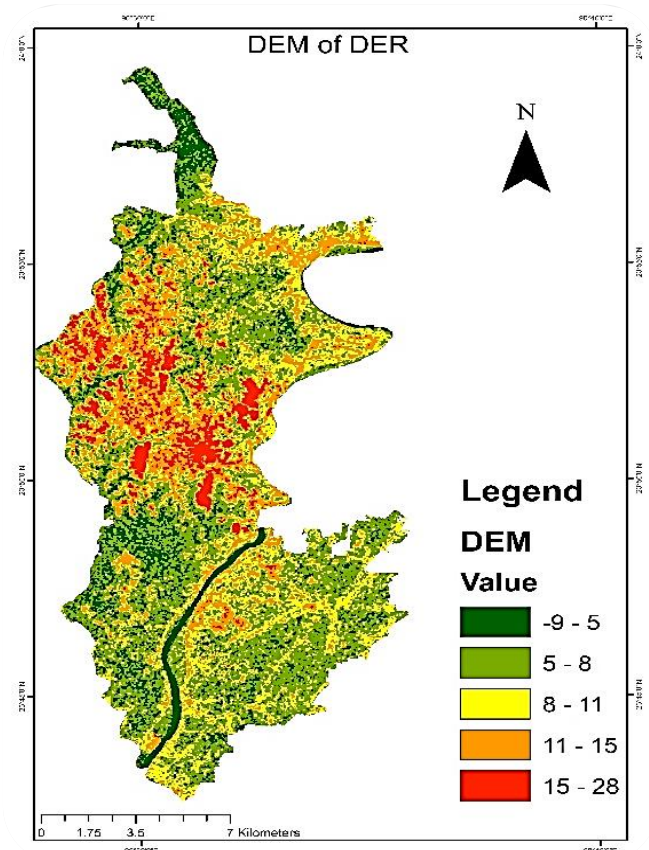 DEM of DER
N
Legend
DEM
Value
-9 - 5
5 - 8
8 - 11
11 - 15
15 - 28
0 1.75 3.5 7 Kilometers